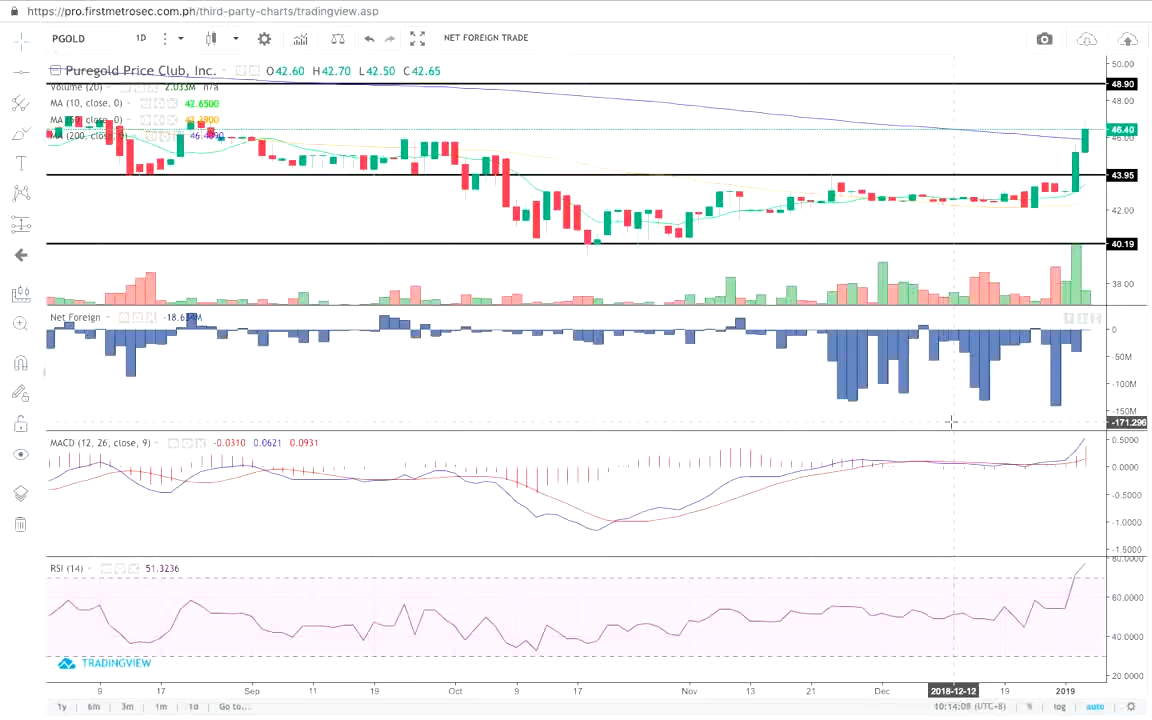 https://pro.firstmetrosec.com.ph/third-party-charts/tradingview.asp
PGOLD 1D NET FOREIGN TRADE
Puregold Price Club, Inc. O42.60 H42.70 L42.50 C42.65
Volume (20) 2.033M n/a
MA (10, close, 0) 42.6500
MA (50, close, 0)
MA (200, close, 0)
50.00
48.90
48.00
46.40
46.00
43.95
42.00
40.19
38.00
Net Foreign
0
-50M
-100M
-150M
-171.296
MACD (12, 26, close, 9) -0.0310 0.0621 0.0931
0.5000
0.0000
-0.5000
-1.0000
-1.5000
RSI (14) 51.3236
80.0000
60.0000
40.0000
20.0000
TRADINGVIEW
9 17 Sep 11 19 Oct 9 17 Nov 13 21 Dec 2018-12-12 19 2019
1y 6m 3m 1m 1d Go to... 10:14:08 (UTC+8) % log auto